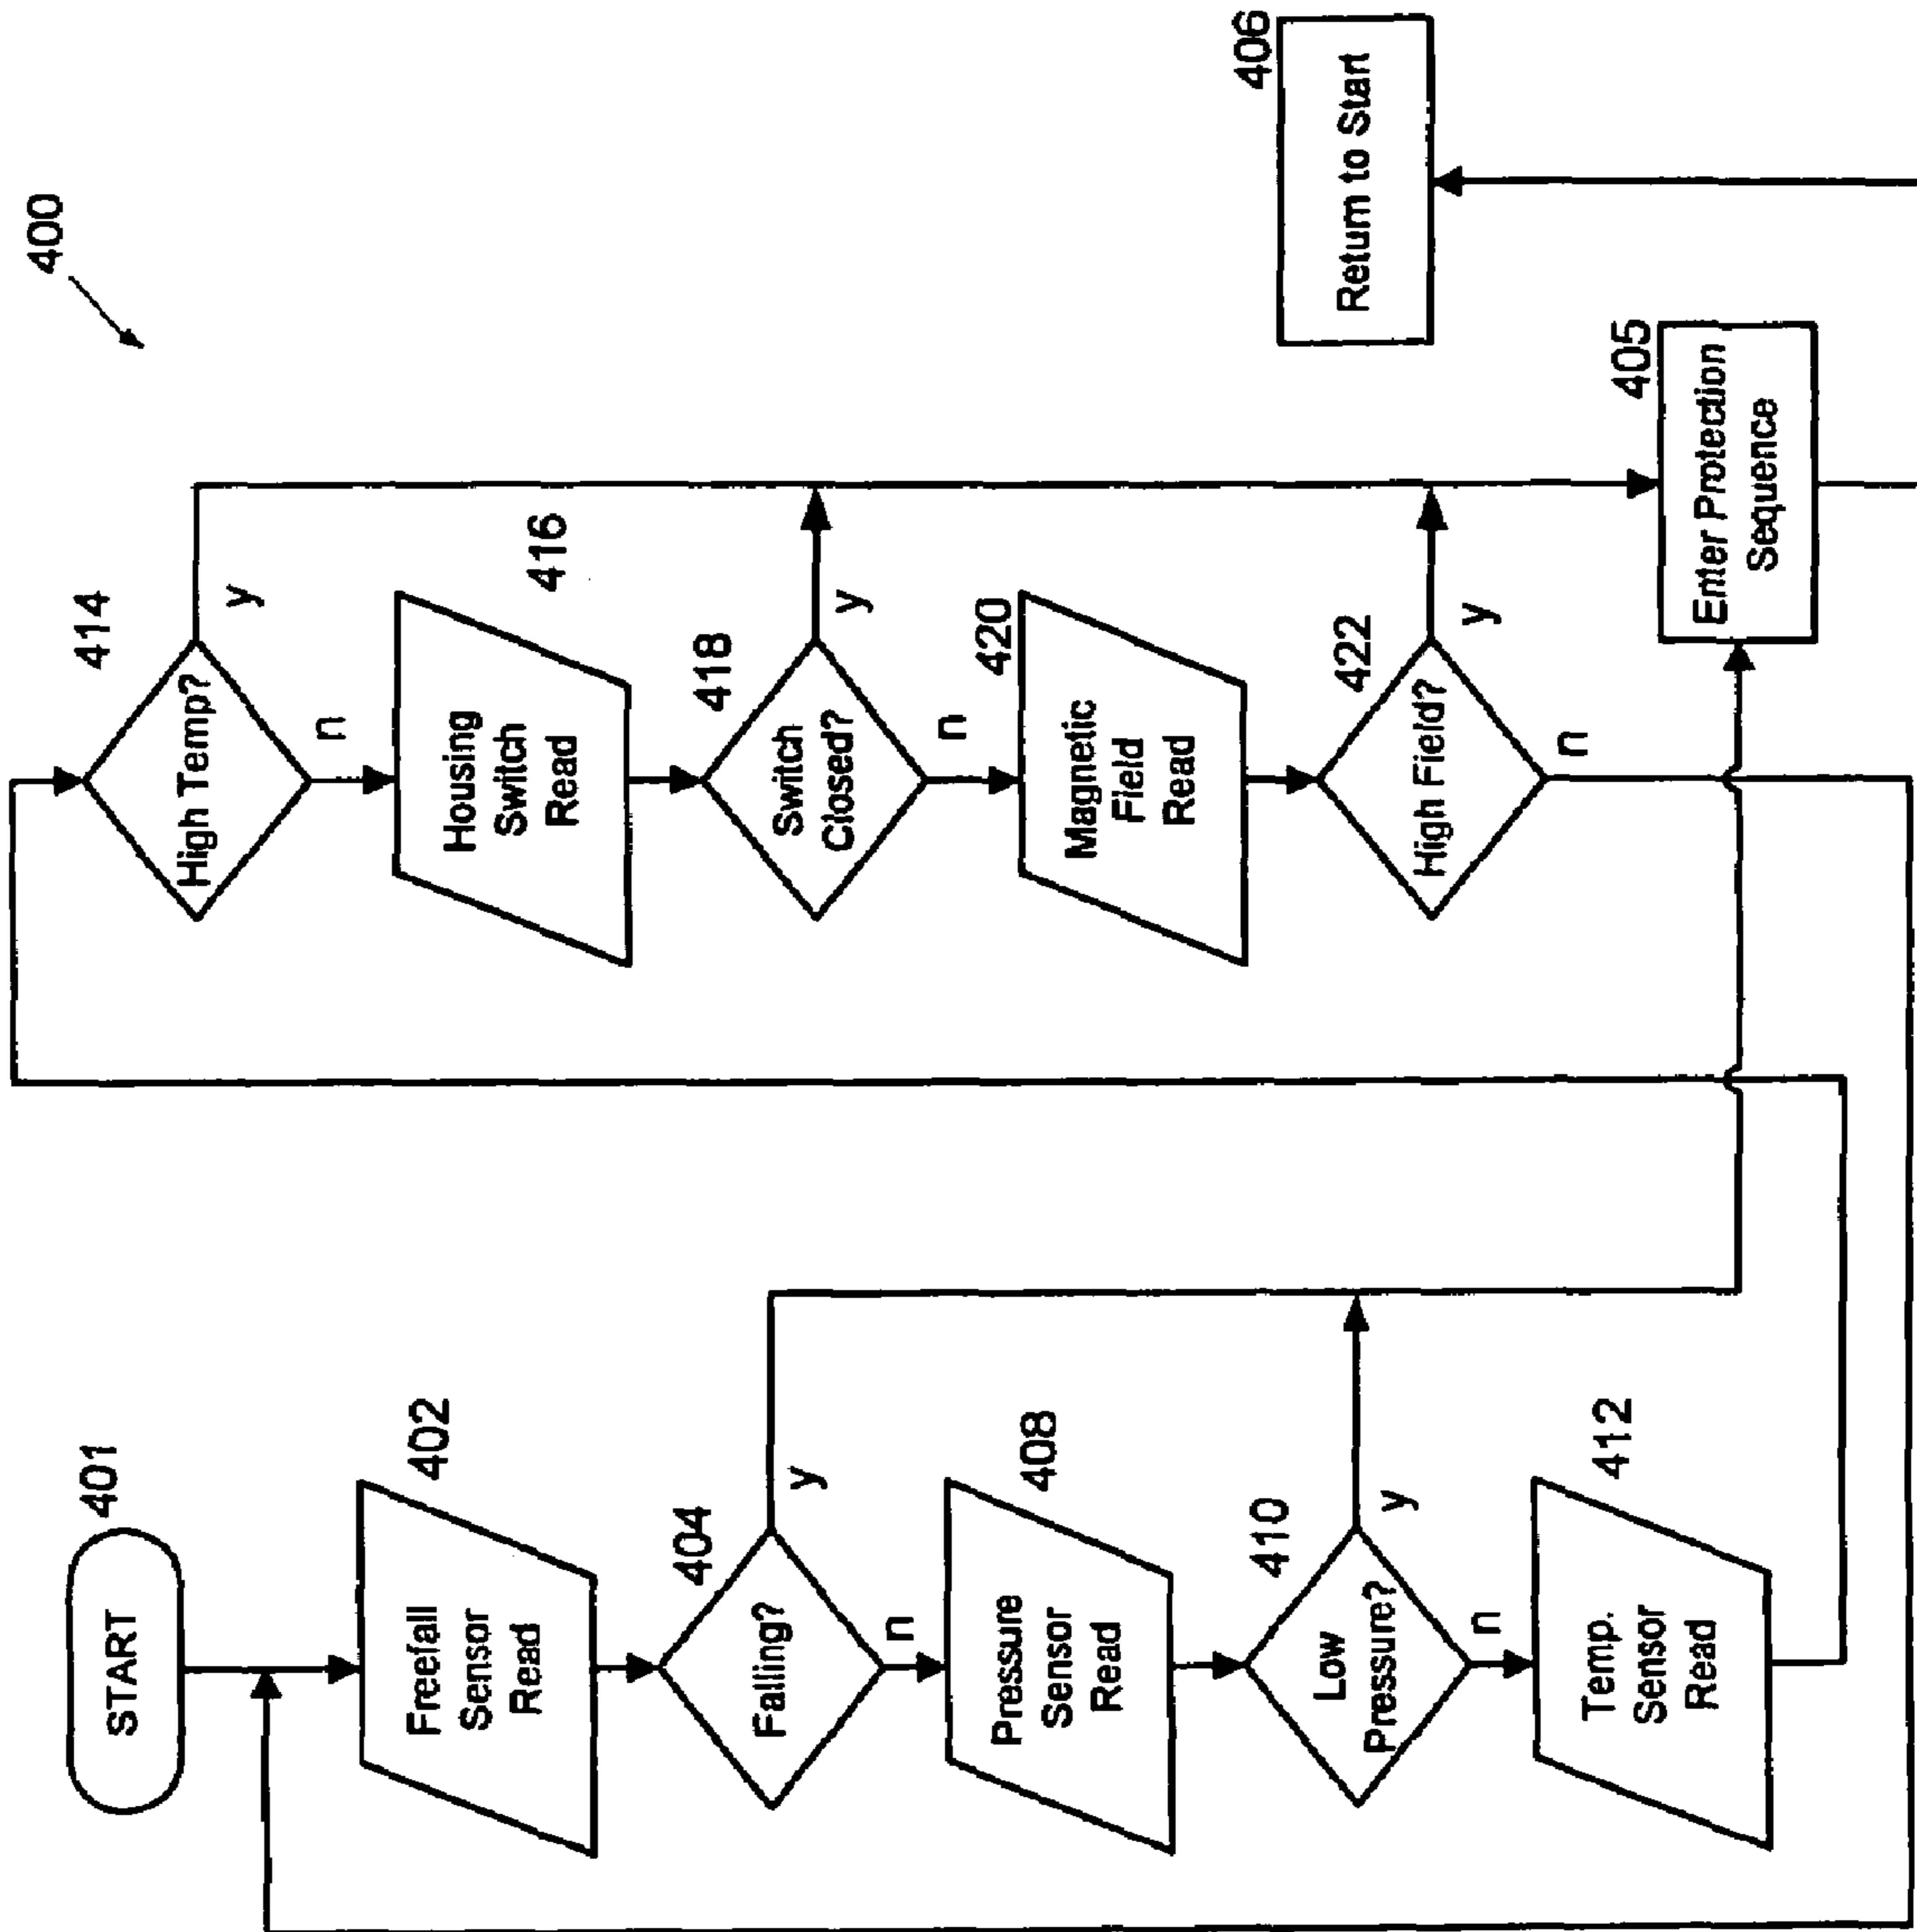 400
START
401
Freefall
Sensor
Read
402
Falling?
404
y
n
Pressure
Sensor
Read
408
Low
Pressure?
410
y
n
Temp.
Sensor
Read
412
High Temp?
414
y
n
Housing
Switch
Read
416
Switch
Closed?
418
y
n
Magnetic
Field
Read
420
High Field?
422
y
n
Enter Protection
Sequence
405
Return to Start
406